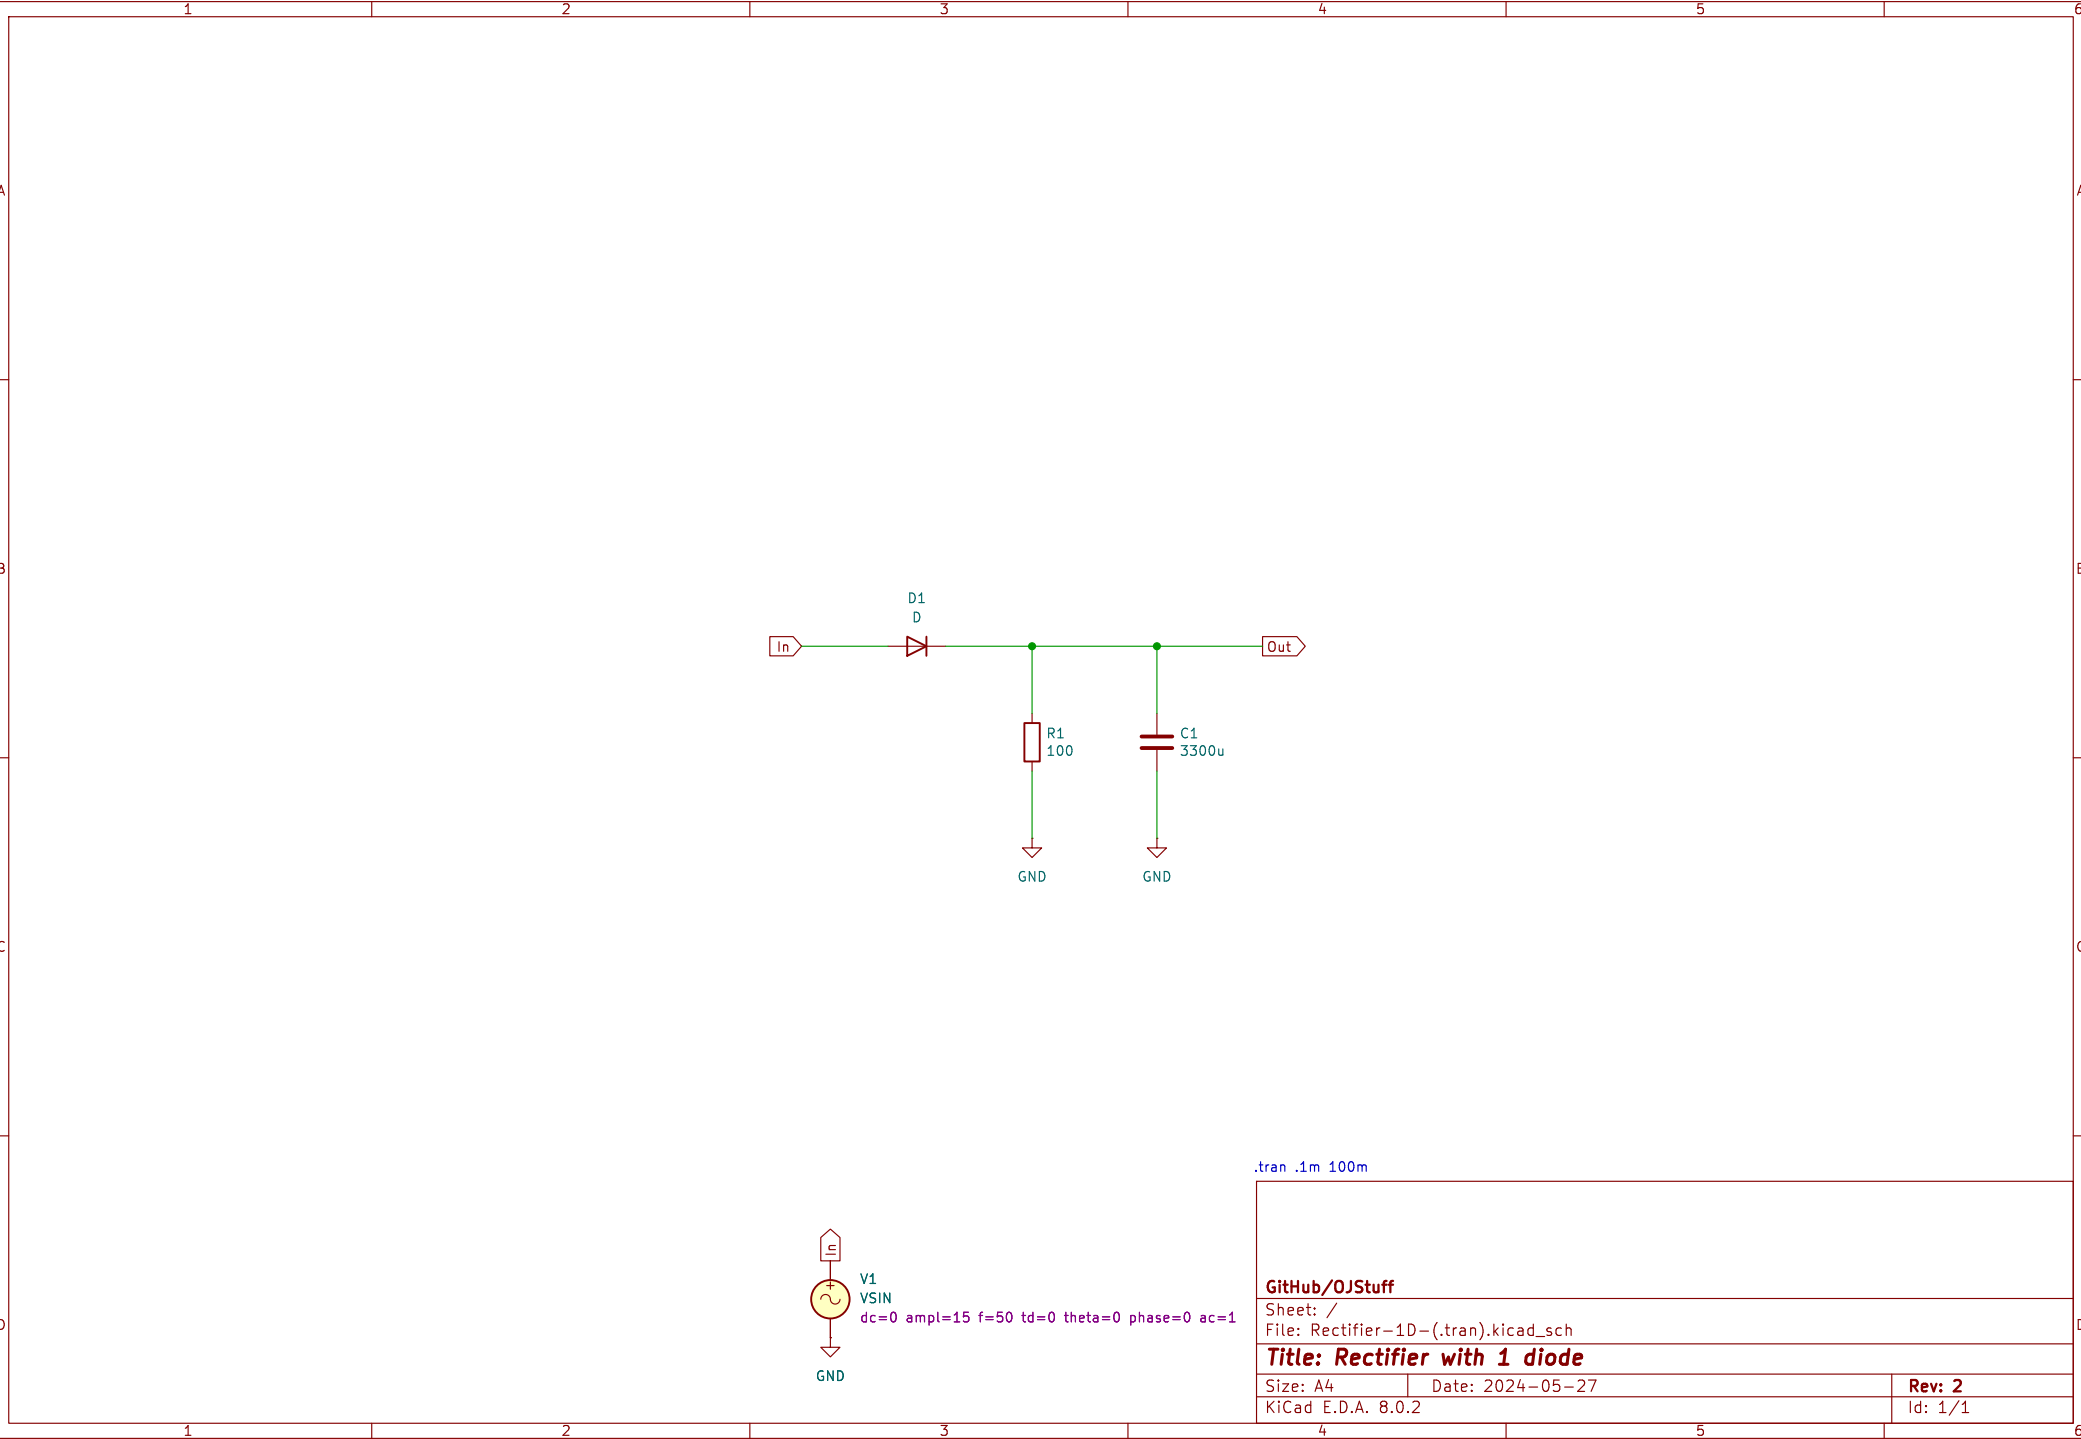 1 2 3 4 5 6
A A
B B
C C
D D
D1
D
In
Out
R1
100
C1
3300u
GND GND
.tran .1m 100m
In
V1
VSIN
dc=0 ampl=15 f=50 td=0 theta=0 phase=0 ac=1
GND
GitHub/OJStuff
Sheet: /
File: Rectifier-1D-(.tran).kicad_sch
Title: Rectifier with 1 diode
Size: A4 Date: 2024-05-27 Rev: 2
KiCad E.D.A. 8.0.2 Id: 1/1
1 2 3 4 5 6